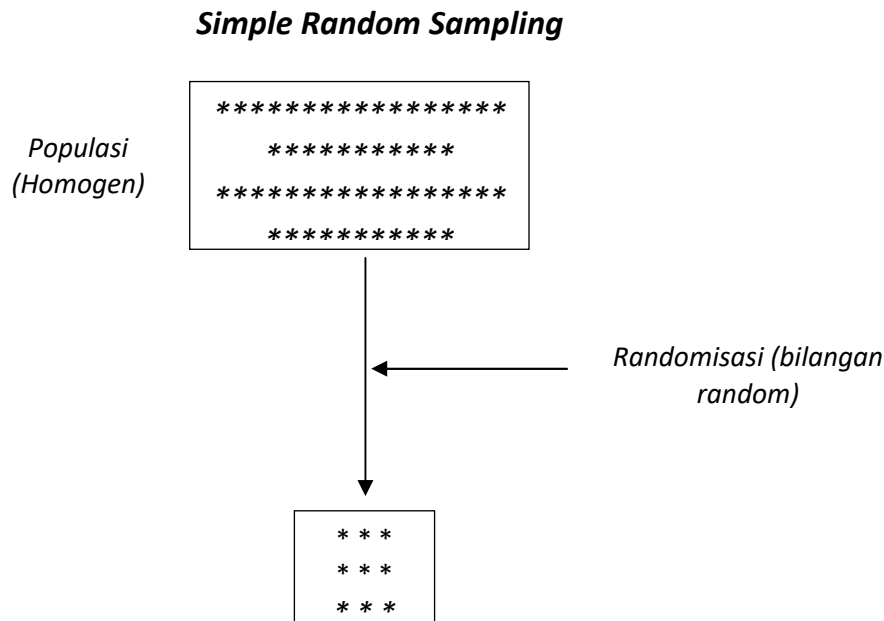 Simple Random Sampling
*****************
Populasi
(Homogen)
***********
*****************
***********
Randomisasi (bilangan
random)
* * *
* * *
* * *